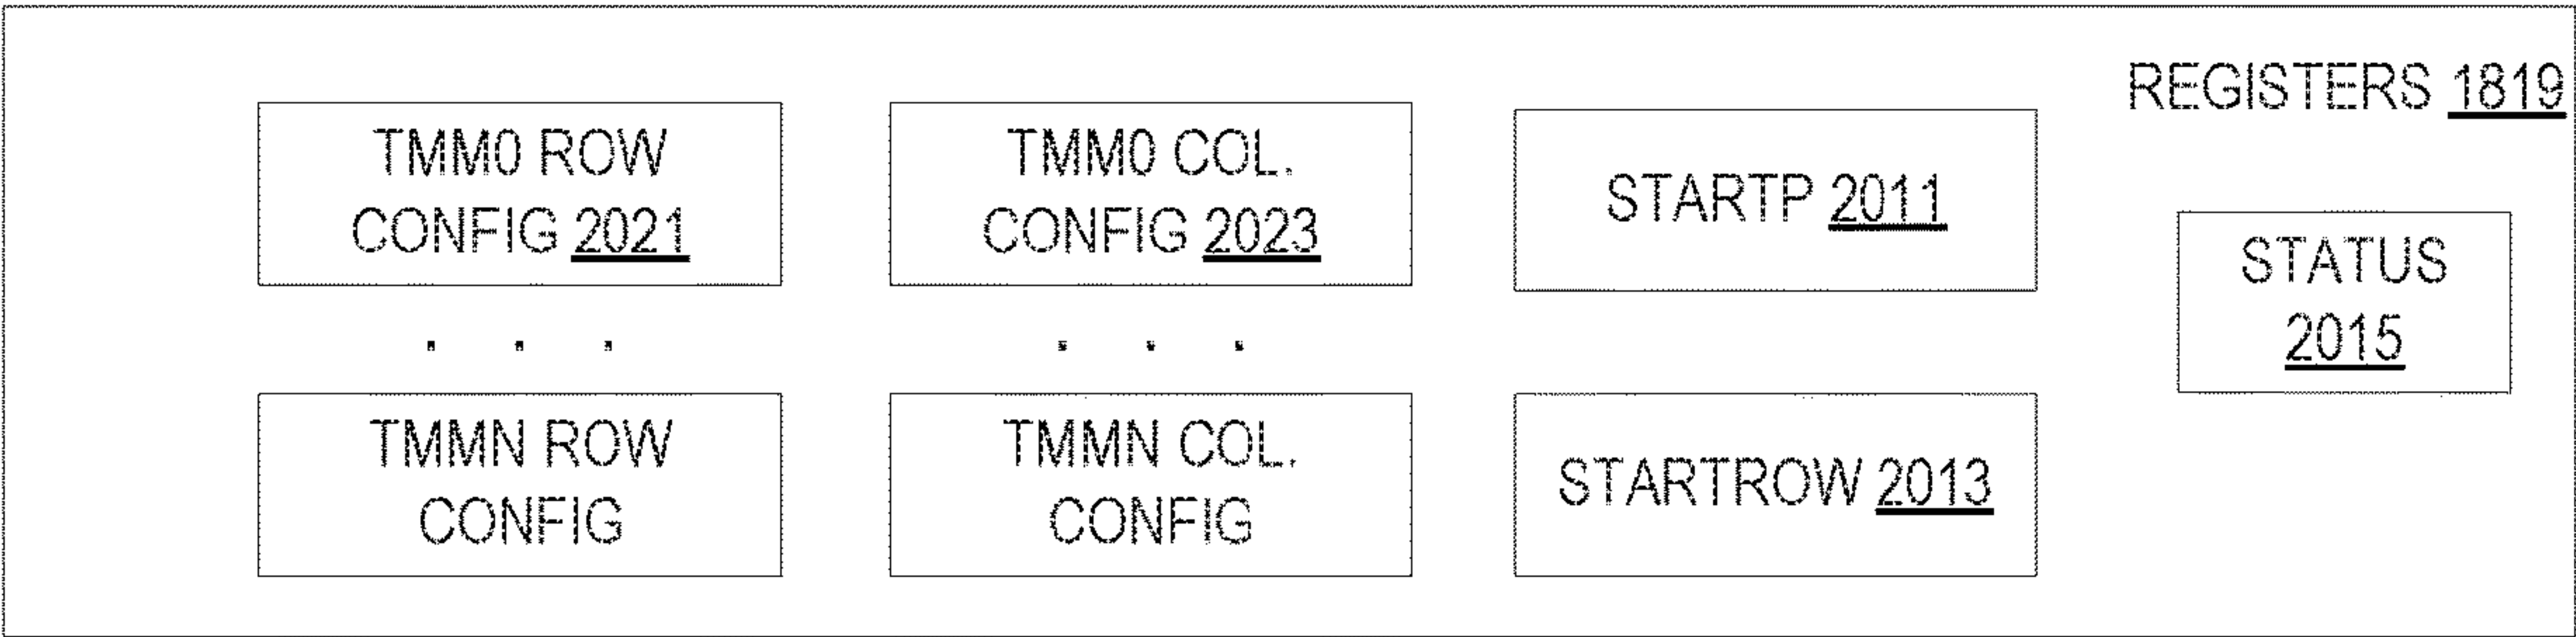 REGISTERS 1819
TMM0 ROW
CONFIG 2021
TMM0 COL.
CONFIG 2023
STARTP 2011
STATUS
2015
. . .
. . .
TMMN ROW
CONFIG
TMMN COL.
CONFIG
STARTROW 2013